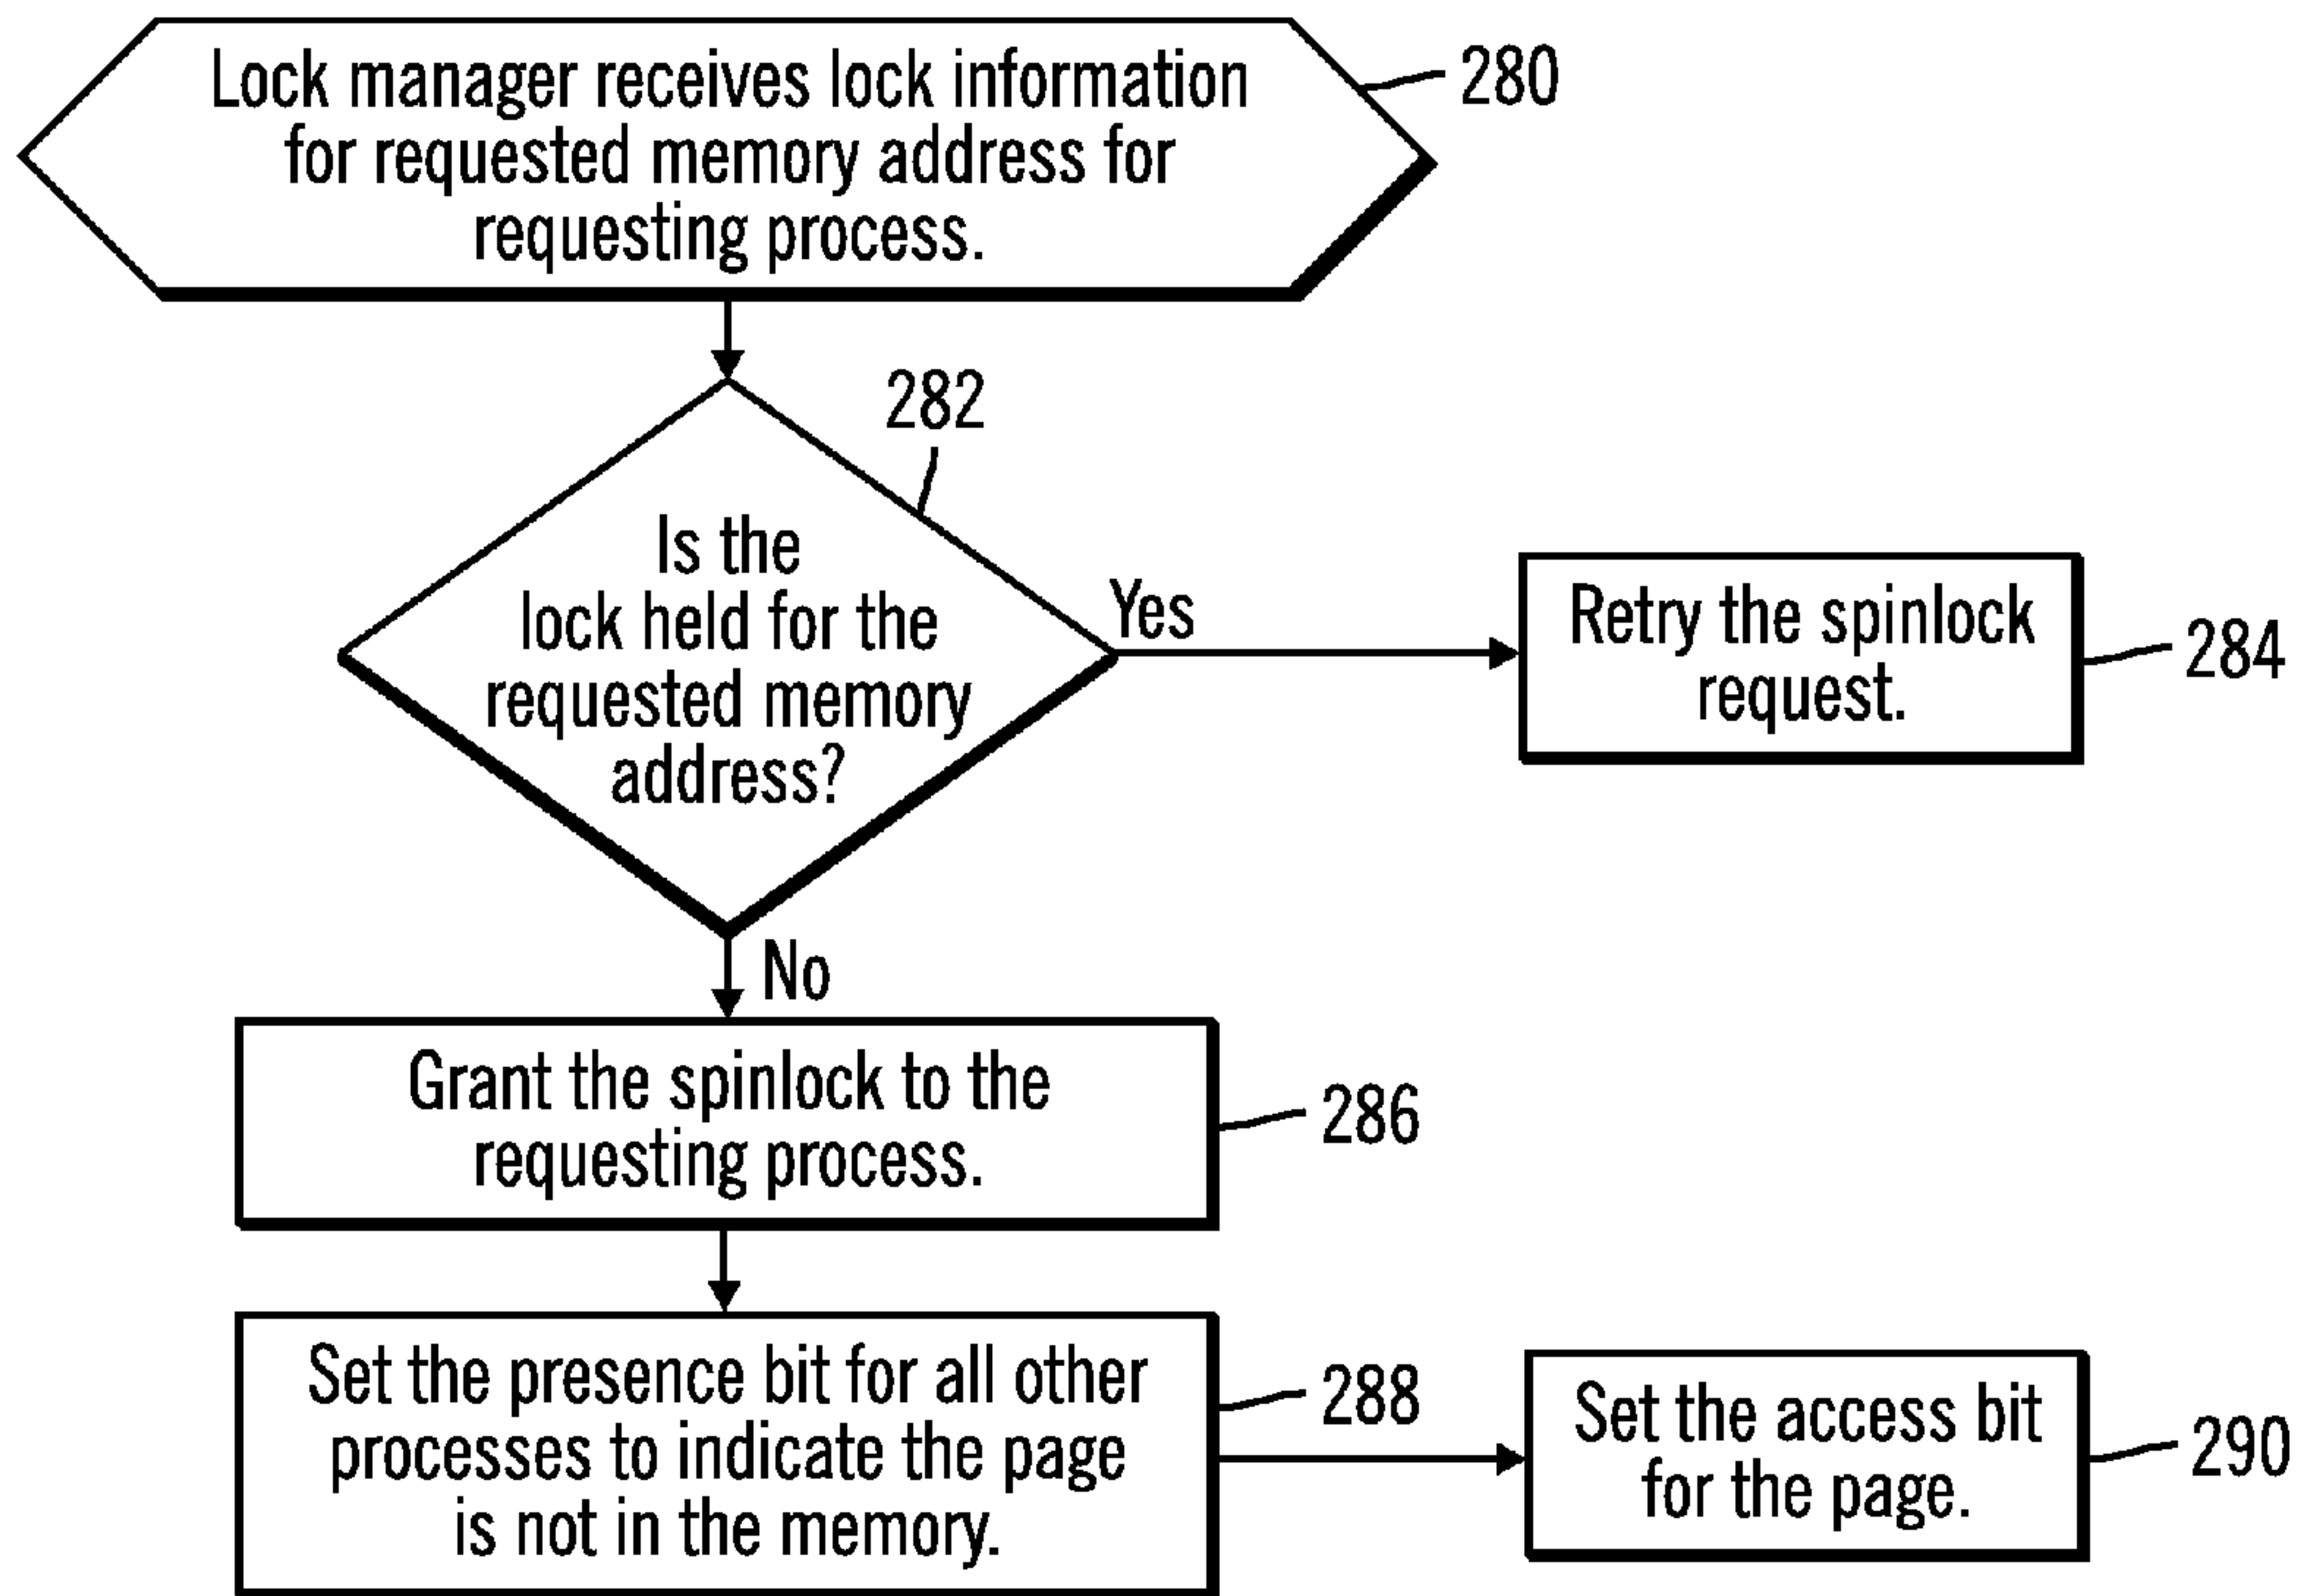 Lock manager receives lock information
for requested memory address for
requesting process.
280
282
Is the
lock held for the
requested memory
address?
Yes
Retry the spinlock
request.
284
No
Grant the spinlock to the
requesting process.
286
Set the presence bit for all other
processes to indicate the page
is not in the memory.
288
Set the access bit
for the page.
290